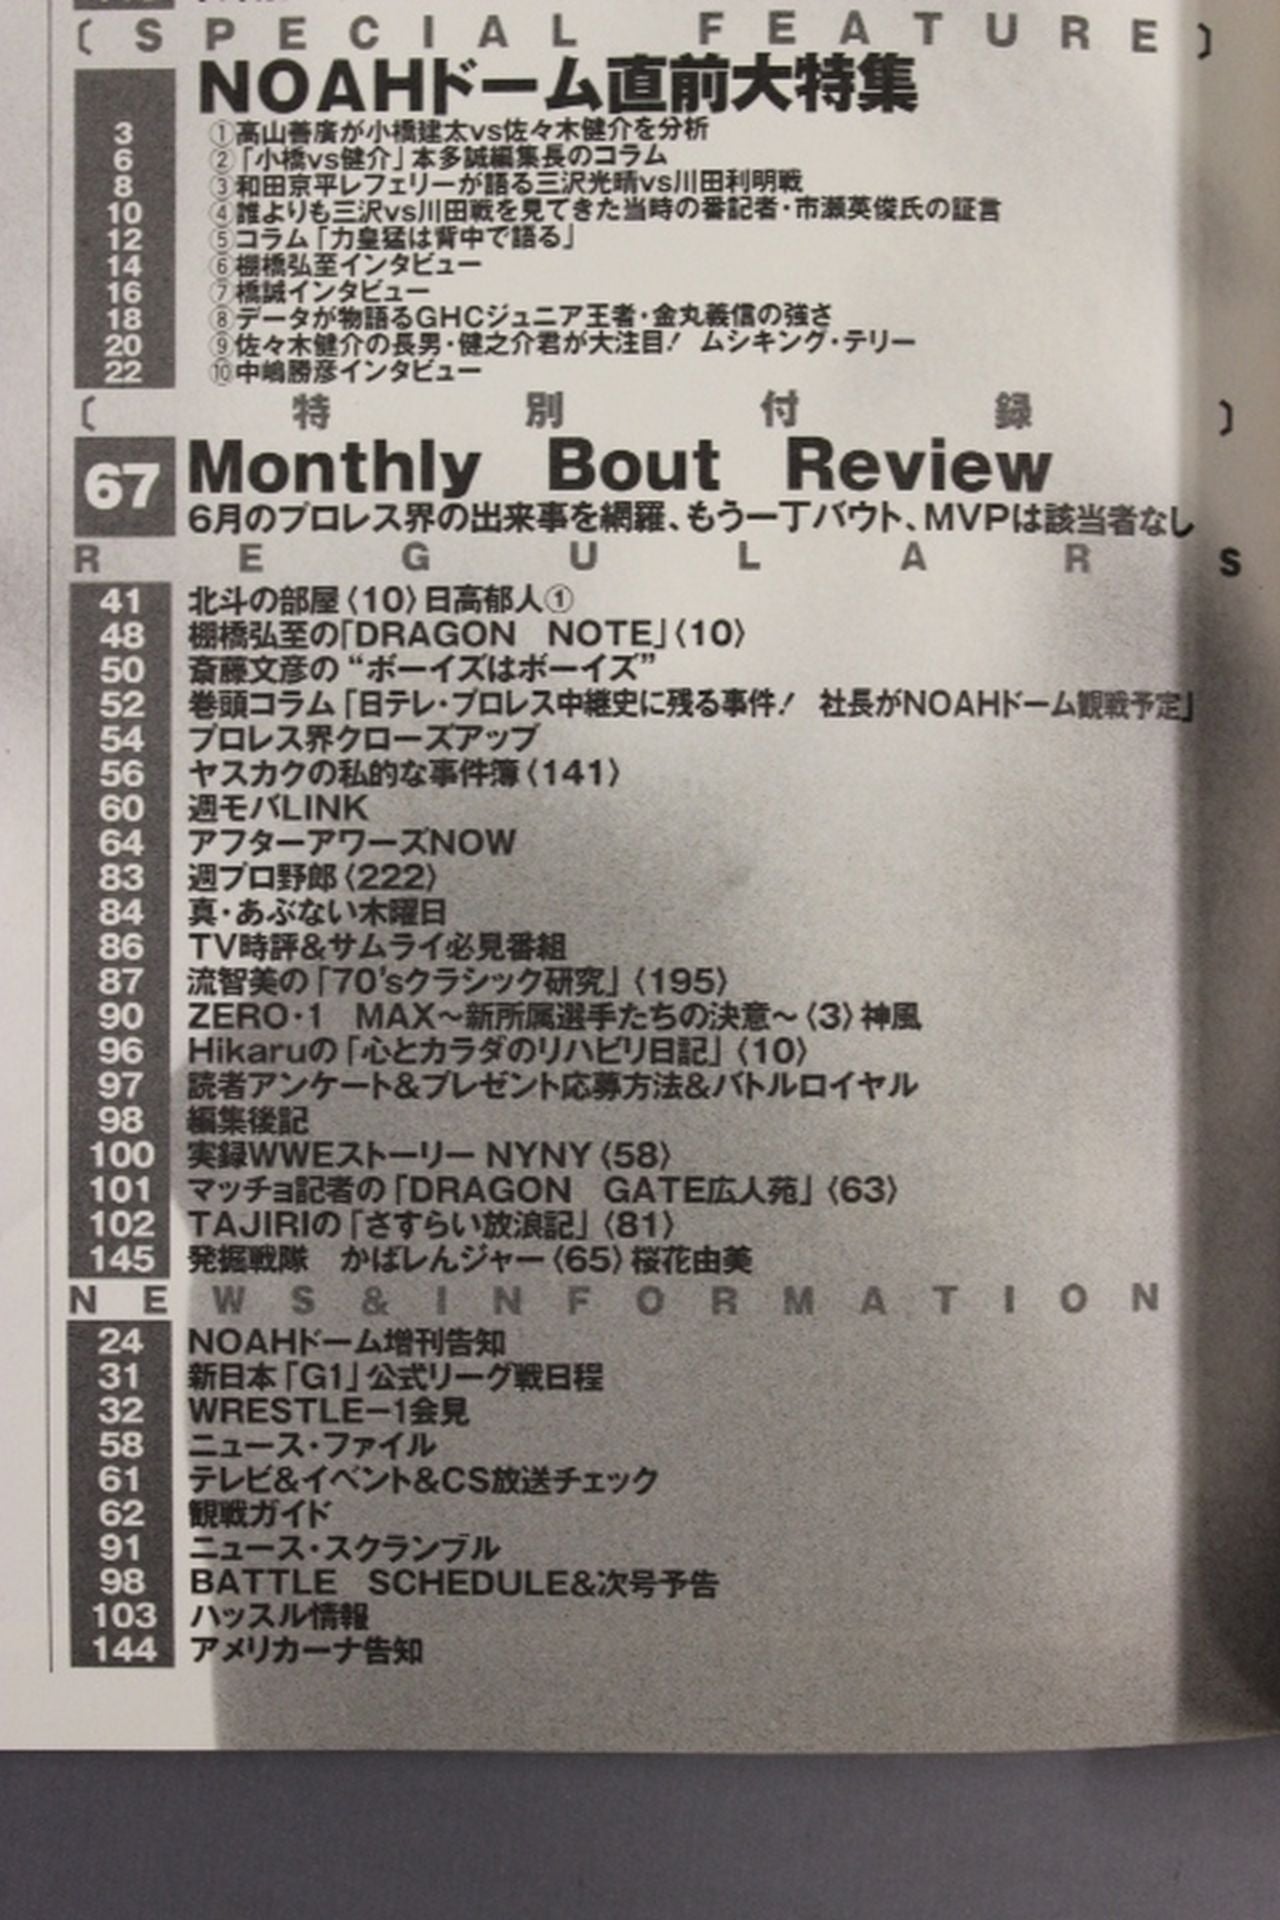 〔SPECIAL FEATURE〕
NOAHドーム直前大特集
3 ①高山善廣が小橋建太vs佐々木健介を分析
6 ②「小橋vs健介」本多誠編集長のコラム
8 ③和田京平レフェリーが語る三沢光晴vs川田利明戦
10 ④誰よりも三沢vs川田戦を見てきた当時の番記者・市瀬英俊氏の証言
12 ⑤コラム「力皇猛は背中で語る」
14 ⑥棚橋弘至インタビュー
16 ⑦橋誠インタビュー
18 ⑧データが物語るGHCジュニア王者・金丸義信の強さ
20 ⑨佐々木健介の長男・健之介君が大注目! ムシキング・テリー
22 ⑩中嶋勝彦インタビュー
〔特別付録〕
67 Monthly Bout Review
6月のプロレス界の出来事を網羅、もう一丁バウト、MVPは該当者なし
REGULARS
41 北斗の部屋〈10〉日高郁人①
48 棚橋弘至の「DRAGON NOTE」〈10〉
50 斎藤文彦の“ボーイズはボーイズ”
52 巻頭コラム「日テレ・プロレス中継史に残る事件! 社長がNOAHドーム観戦予定」
54 プロレス界クローズアップ
56 ヤスカクの私的な事件簿〈141〉
60 週モバLINK
64 アフターアワーズNOW
83 週プロ野郎〈222〉
84 真・あぶない木曜日
86 TV時評&サムライ必見番組
87 流智美の「70'sクラシック研究」〈195〉
90 ZERO・1 MAX〜新所属選手たちの決意〜〈3〉神風
96 Hikaruの「心とカラダのリハビリ日記」〈10〉
97 読者アンケート&プレゼント応募方法&バトルロイヤル
98 編集後記
100 実録WWEストーリー NYNY〈58〉
101 マッチョ記者の「DRAGON GATE広人苑」〈63〉
102 TAJIRIの「さすらい放浪記」〈81〉
145 発掘戦隊 かばしんジャー〈65〉桜花由美
NEWS&INFORMATION
24 NOAHドーム増刊告知
31 新日本「G1」公式リーグ戦日程
32 WRESTLE−1会見
58 ニュース・ファイル
61 テレビ&イベント&CS放送チェック
62 観戦ガイド
91 ニュース・スクランブル
98 BATTLE SCHEDULE&次号予告
103 ハッスル情報
144 アメリカーナ告知